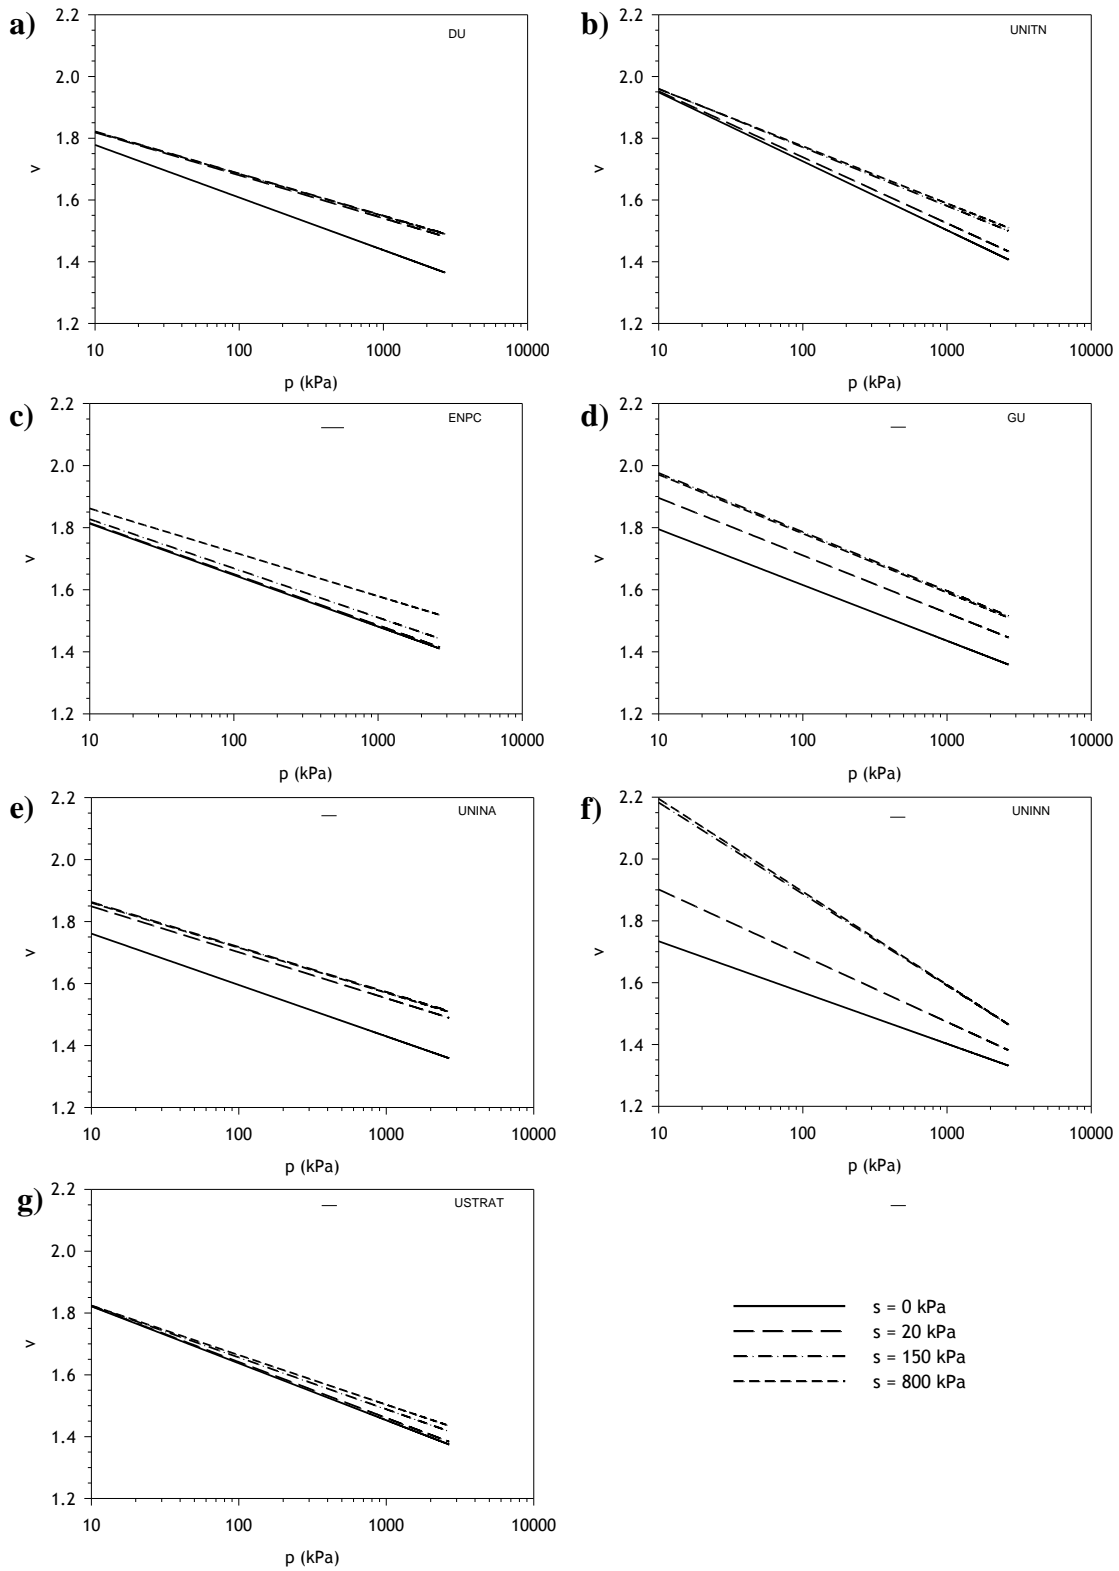 a)
DU
2.2
2.0
1.8
1.6
1.4
1.2
v
10 100 1000 10000
p (kPa)
b)
UNITN
2.2
2.0
1.8
1.6
1.4
1.2
v
10 100 1000 10000
p (kPa)
c)
ENPC
2.2
2.0
1.8
1.6
1.4
1.2
v
10 100 1000 10000
p (kPa)
d)
GU
2.2
2.0
1.8
1.6
1.4
1.2
v
10 100 1000 10000
p (kPa)
e)
UNINA
2.2
2.0
1.8
1.6
1.4
1.2
v
10 100 1000 10000
p (kPa)
f)
UNINN
2.2
2.0
1.8
1.6
1.4
1.2
v
10 100 1000 10000
p (kPa)
g)
USTRAT
2.2
2.0
1.8
1.6
1.4
1.2
v
10 100 1000 10000
p (kPa)
s = 0 kPa
s = 20 kPa
s = 150 kPa
s = 800 kPa